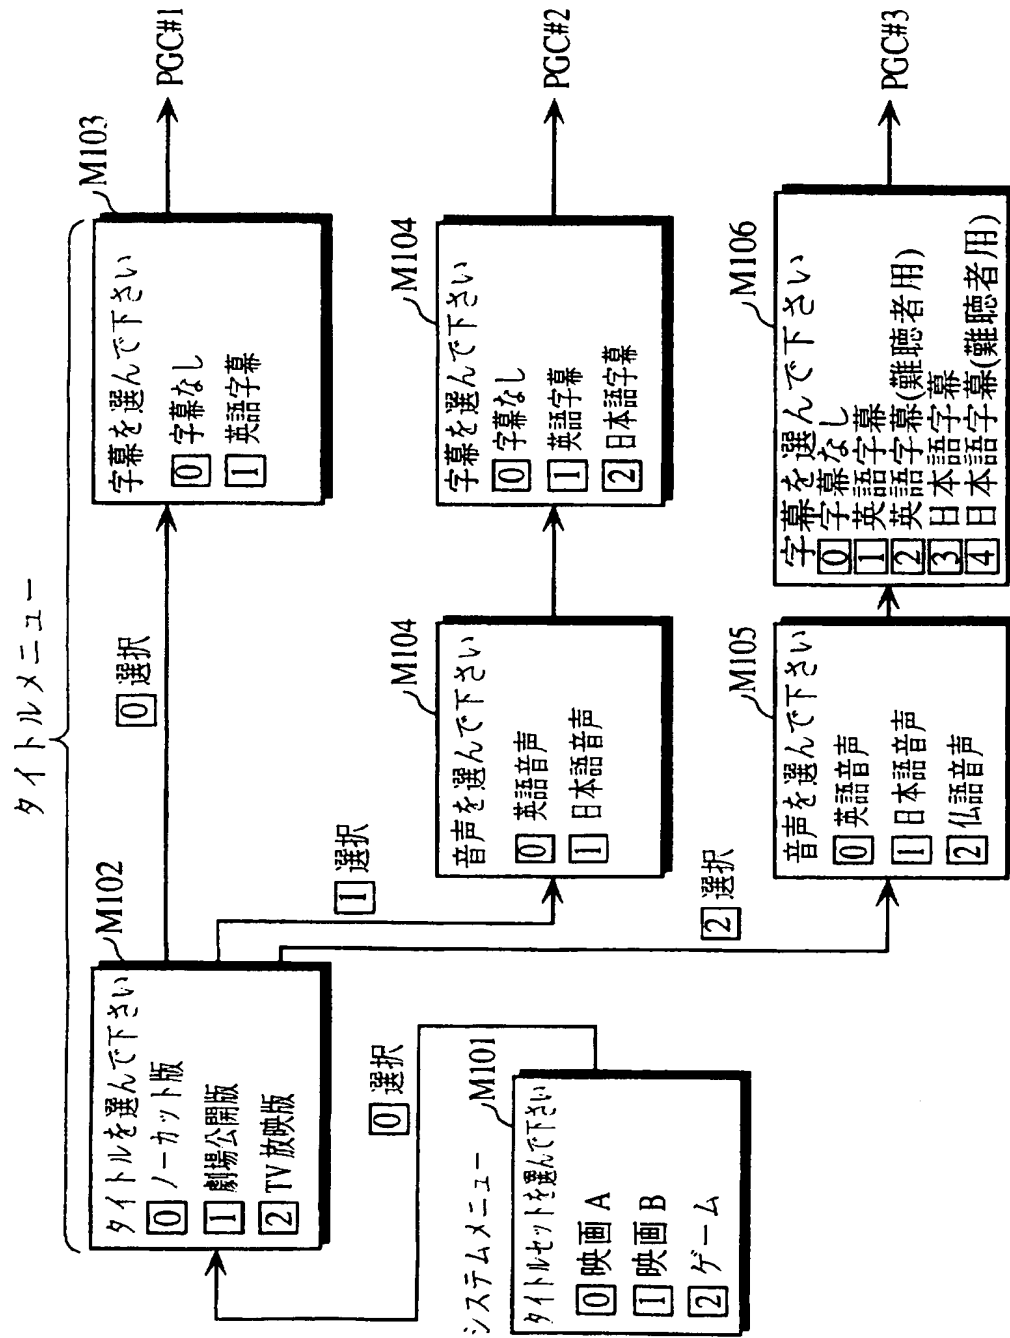 タイトルメニュー
M102
タイトルを選んで下さい
0 ノーカット版
1 劇場公開版
2 TV放映版
0 選択
M103
字幕を選んで下さい
0 字幕なし
1 英語字幕
PGC#1
1 選択
M104
音声を選んで下さい
0 英語音声
1 日本語音声
M104
字幕を選んで下さい
0 字幕なし
1 英語字幕
2 日本語字幕
PGC#2
2 選択
M105
音声を選んで下さい
0 英語音声
1 日本語音声
2 仏語音声
M106
字幕を選んで下さい
0 字幕なし
1 英語字幕
2 英語字幕(難聴者用)
3 日本語字幕
4 日本語字幕(難聴者用)
PGC#3
システムメニュー
M101
タイトルセットを選んで下さい
0 映画 A
1 映画 B
2 ゲーム
0 選択